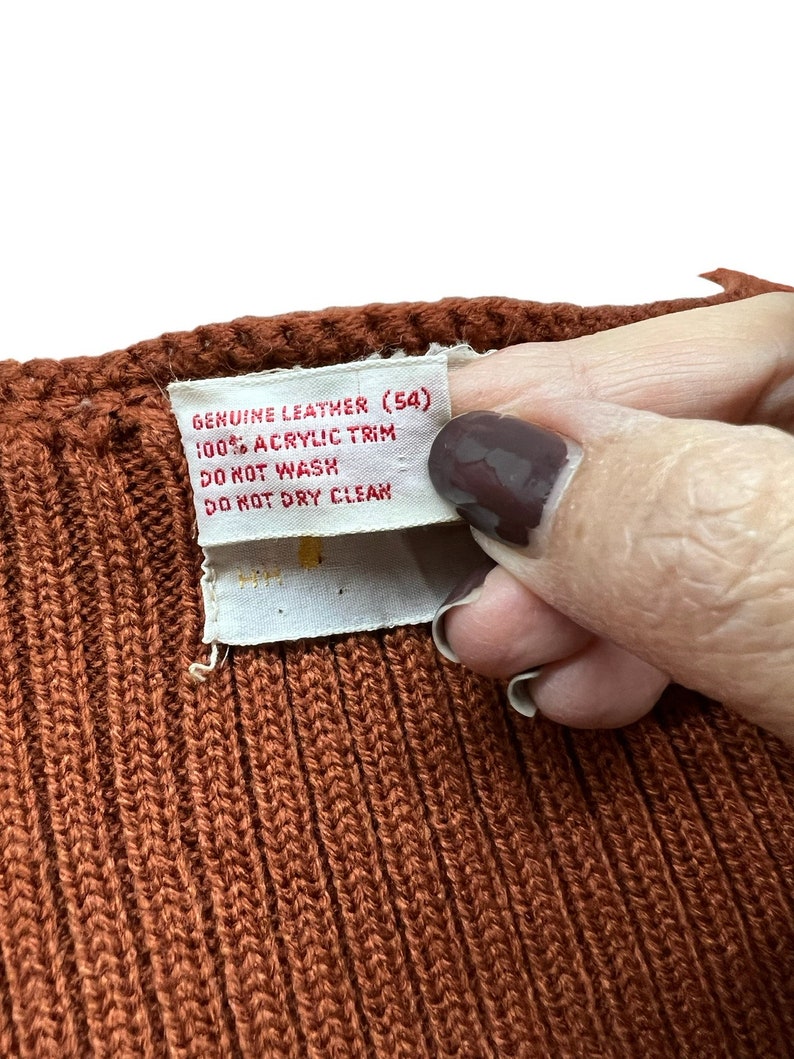 GENUINE LEATHER (54)
100% ACRYLIC TRIM
DO NOT WASH
DO NOT DRY CLEAN